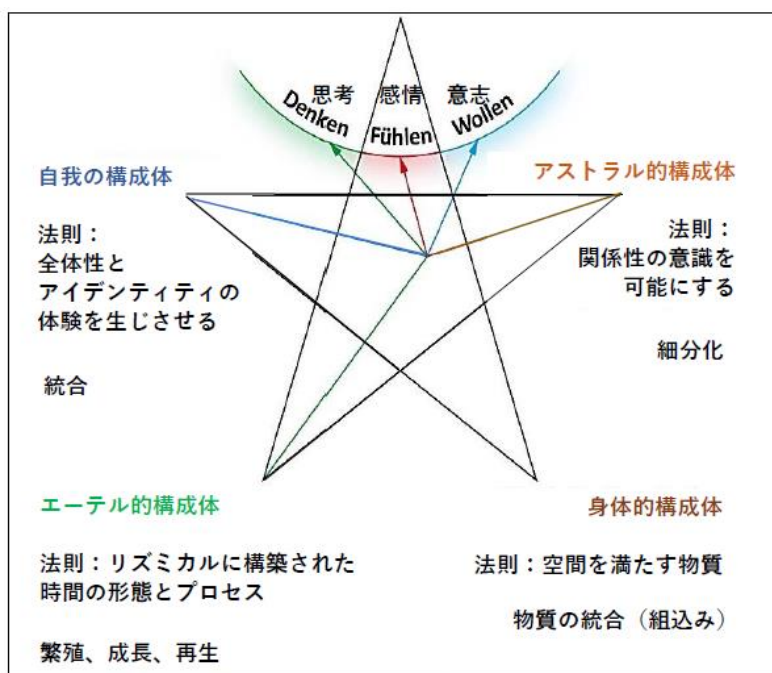 思考 感情 意志
Denken Fühlen Wollen
自我の構成体
法則：
全体性と
アイデンティティの
体験を生じさせる
統合
アストラル的構成体
法則：
関係性の意識を
可能にする
細分化
エーテル的構成体
法則：リズミカルに構築された
時間の形態とプロセス
繁殖、成長、再生
身体的構成体
法則：空間を満たす物質
物質の統合（組込み）